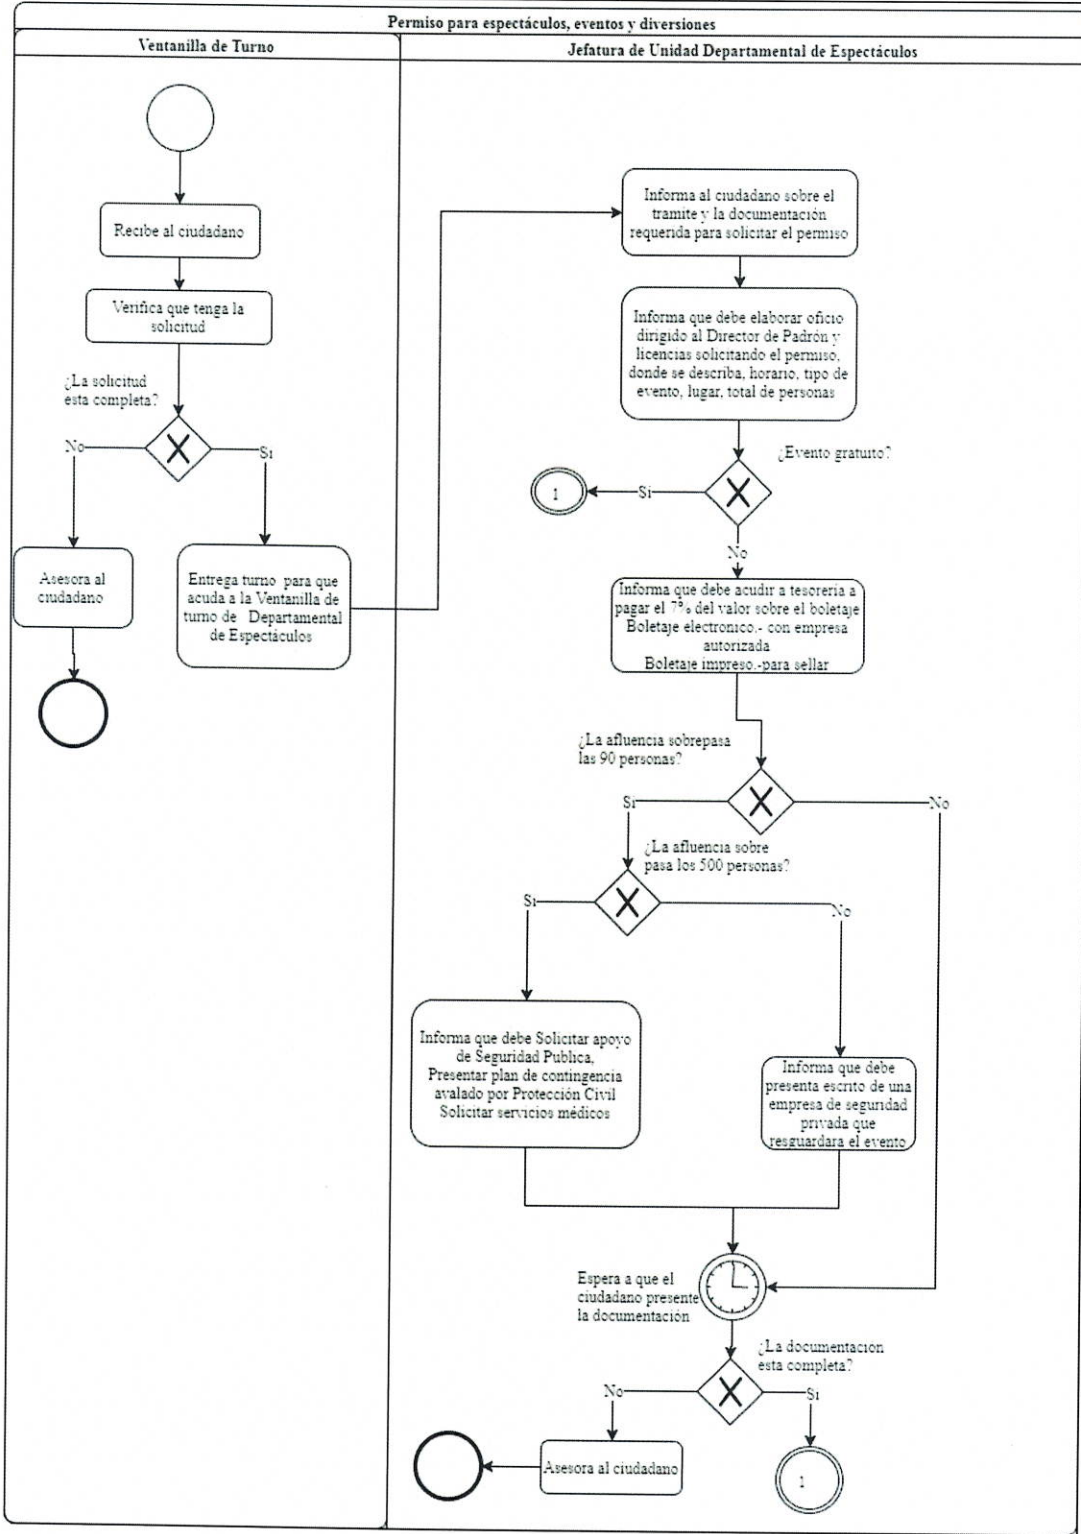 Permiso para espectáculos, eventos y diversiones
Ventanilla de Turno
Jefatura de Unidad Departamental de Espectáculos
Recibe al ciudadano
Verifica que tenga la
solicitud
¿La solicitud
esta completa?
No
Si
Asesora al
ciudadano
Entrega turno para que
acuda a la Ventanilla de
turno de Departamental
de Espectáculos
Informa al ciudadano sobre el
tramite y la documentación
requerida para solicitar el permiso
Informa que debe elaborar oficio
dirigido al Director de Padrón y
licencias solicitando el permiso,
donde se describa, horario, tipo de
evento, lugar, total de personas
¿Evento gratuito?
Si
1
No
Informa que debe acudir a tesorería a
pagar el 7% del valor sobre el boletaje
Boletaje electronico.- con empresa
autorizada
Boletaje impreso.-para sellar
¿La afluencia sobrepasa
las 90 personas?
Si
No
¿La afluencia sobre
pasa los 500 personas?
Si
No
Informa que debe Solicitar apoyo
de Seguridad Publica,
Presentar plan de contingencia
avalado por Protección Civil
Solicitar servicios médicos
Informa que debe
presenta escrito de una
empresa de seguridad
privada que
resguardara el evento
Espera a que el
ciudadano presente
la documentación
¿La documentación
esta completa?
No
Si
Asesora al ciudadano
1